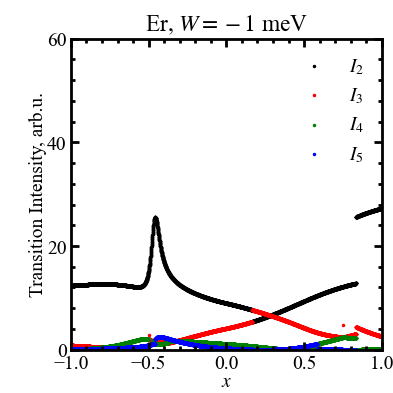 Er, W = −1 meV
60
40
20
0
Transition Intensity, arb.u.
I₂
I₃
I₄
I₅
−1.0 −0.5 0.0 0.5 1.0
x